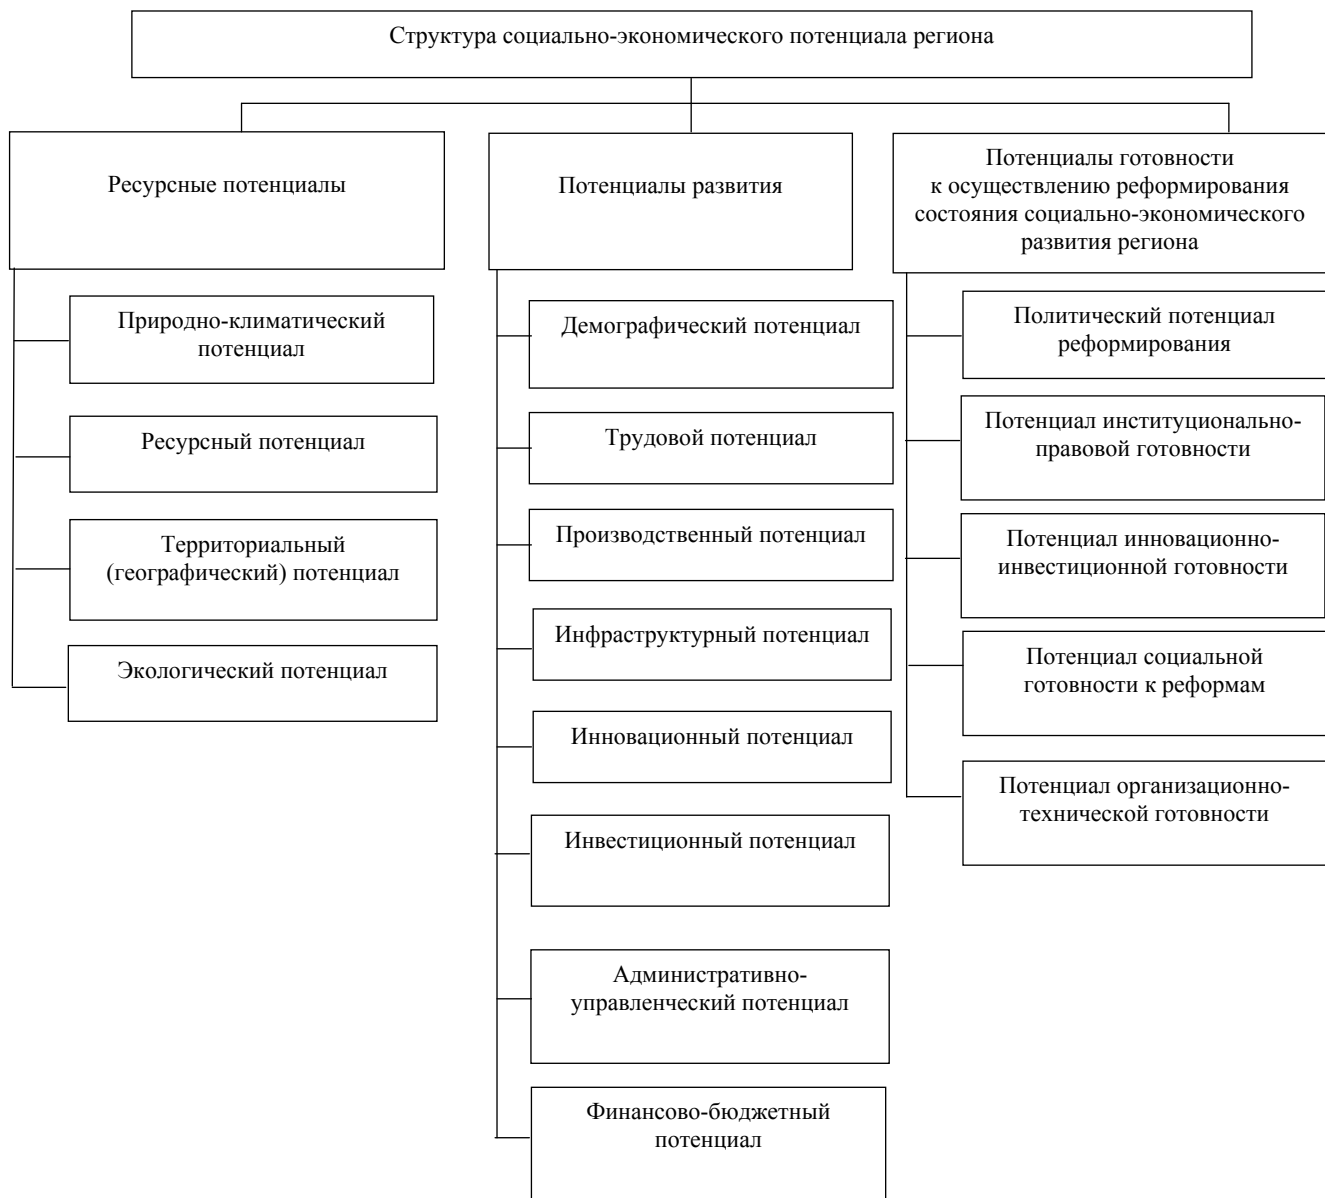 Структура социально-экономического потенциала региона
Ресурсные потенциалы
Природно-климатический
потенциал
Ресурсный потенциал
Территориальный
(географический) потенциал
Экологический потенциал
Потенциалы развития
Демографический потенциал
Трудовой потенциал
Производственный потенциал
Инфраструктурный потенциал
Инновационный потенциал
Инвестиционный потенциал
Административно-
управленческий потенциал
Финансово-бюджетный
потенциал
Потенциалы готовности
к осуществлению реформирования
состояния социально-экономического
развития региона
Политический потенциал
реформирования
Потенциал институционально-
правовой готовности
Потенциал инновационно-
инвестиционной готовности
Потенциал социальной
готовности к реформам
Потенциал организационно-
технической готовности